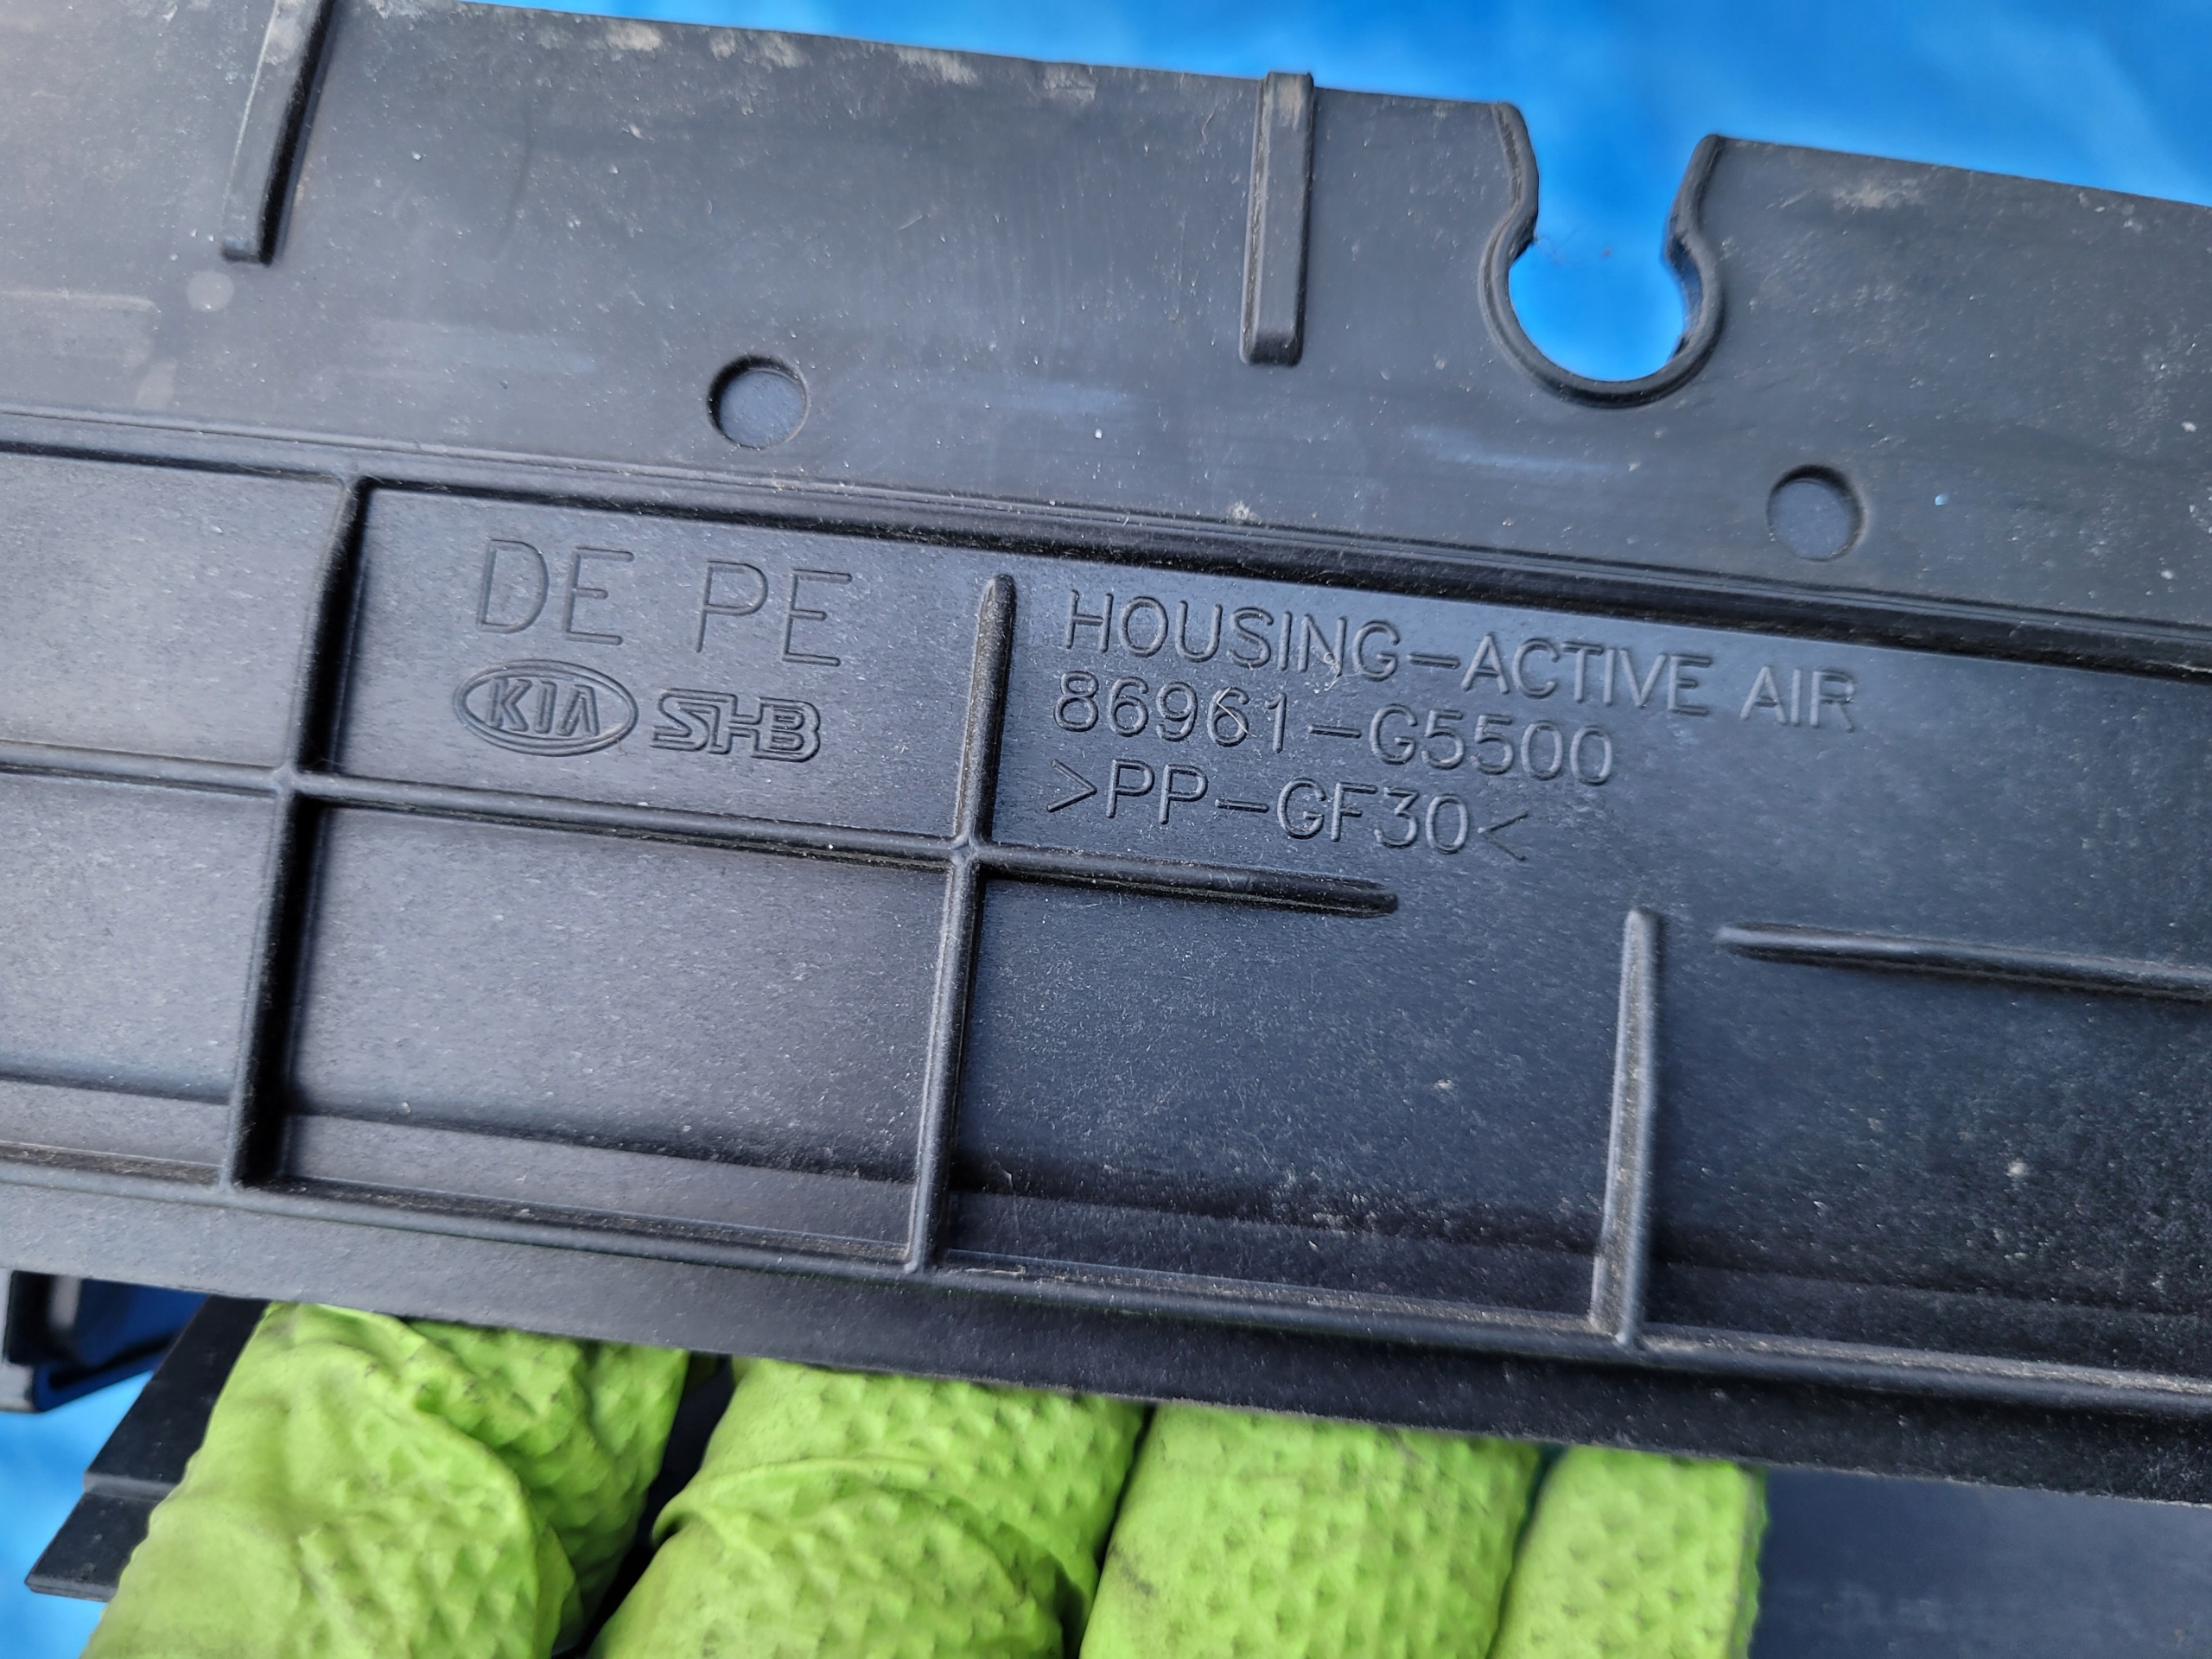 DE PE
KIA SHB
HOUSING-ACTIVE AIR
86961-G5500
>PP-GF30<